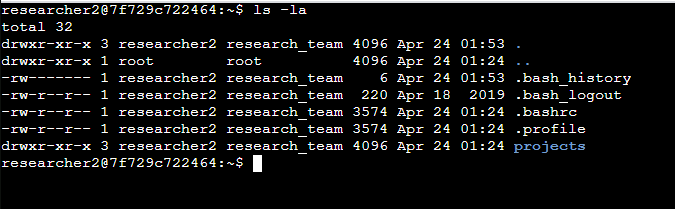 researcher2@7f729c722464:~$ ls -la
total 32
drwxr-xr-x 3 researcher2 research_team 4096 Apr 24 01:53 .
drwxr-xr-x 1 root        root          4096 Apr 24 01:24 ..
-rw------- 1 researcher2 research_team    6 Apr 24 01:53 .bash_history
-rw-r--r-- 1 researcher2 research_team  220 Apr 18  2019 .bash_logout
-rw-r--r-- 1 researcher2 research_team 3574 Apr 24 01:24 .bashrc
-rw-r--r-- 1 researcher2 research_team 3574 Apr 24 01:24 .profile
drwxr-xr-x 3 researcher2 research_team 4096 Apr 24 01:24 projects
researcher2@7f729c722464:~$